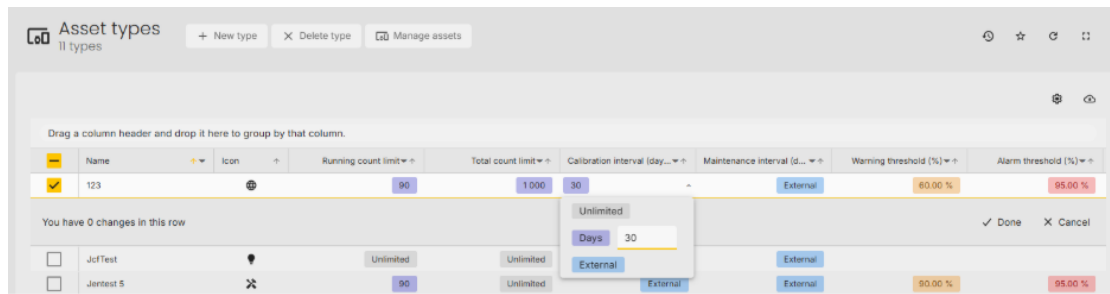 Asset types
11 types
+ New type
Delete type
Manage assets
Drag a column header and drop it here to group by that column.
Name Icon Running count limit Total count limit Calibration interval (day... Maintenance interval (d... Warning threshold (%) Alarm threshold (%)
123 90 1 000 30 External 60.00 % 95.00 %
Unlimited
You have 0 changes in this row Done Cancel
Days 30
External
JcfTest Unlimited Unlimited External
Jentest 5 90 Unlimited External External 90.00 % 95.00 %